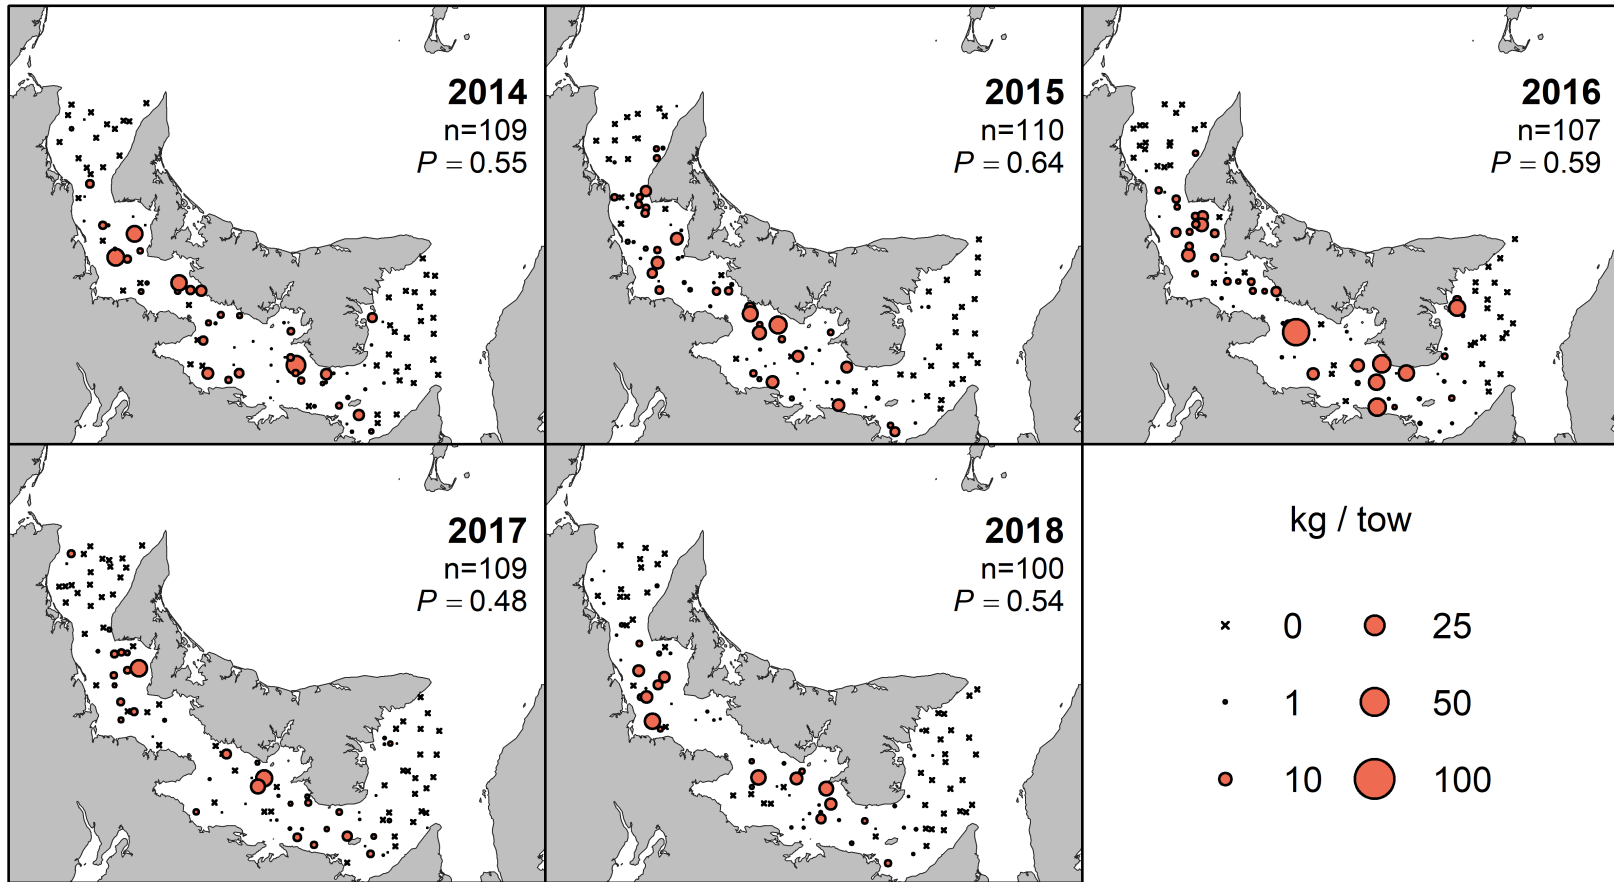 2014
n=109
P = 0.55
2015
n=110
P = 0.64
2016
n=107
P = 0.59
2017
n=109
P = 0.48
2018
n=100
P = 0.54
kg / tow
0 25
1 50
10 100